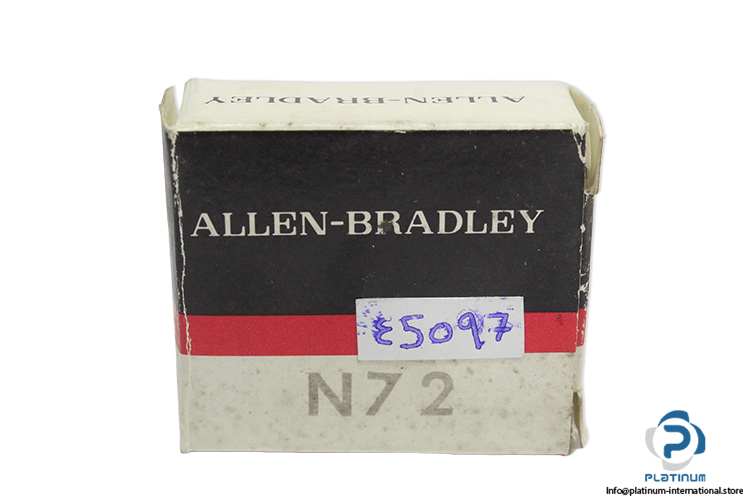 ALLEN-BRADLEY
ALLEN-BRADLEY
E5097
N72
PLATINUM
Info@platinum-international.store